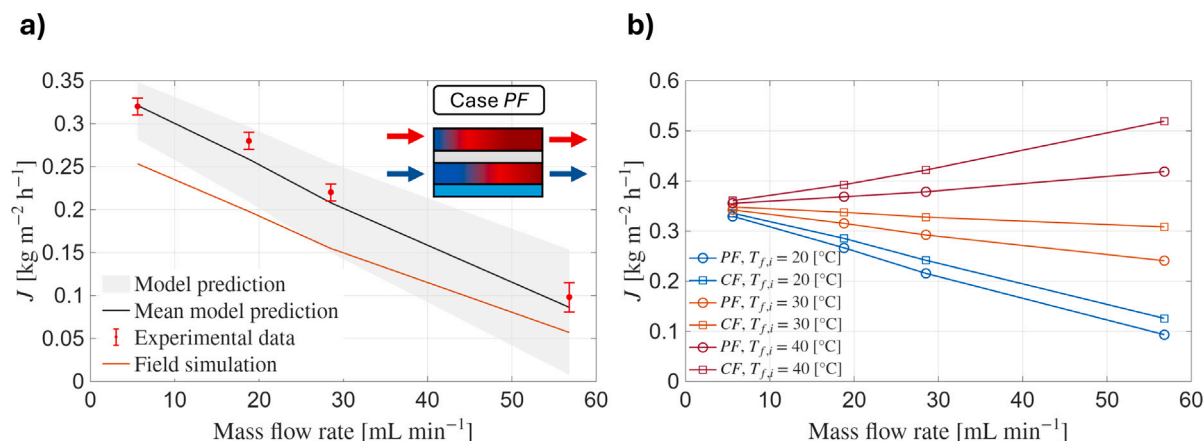 a)
0.35
0.3
0.25
0.2
0.15
0.1
0.05
0
J [kg m⁻² h⁻¹]
Case PF
Model prediction
Mean model prediction
Experimental data
Field simulation
0 10 20 30 40 50 60
Mass flow rate [mL min⁻¹]
b)
0.6
0.5
0.4
0.3
0.2
0.1
0
J [kg m⁻² h⁻¹]
PF, T_f,i = 20 [°C]
CF, T_f,i = 20 [°C]
PF, T_f,i = 30 [°C]
CF, T_f,i = 30 [°C]
PF, T_f,i = 40 [°C]
CF, T_f,i = 40 [°C]
0 10 20 30 40 50 60
Mass flow rate [mL min⁻¹]